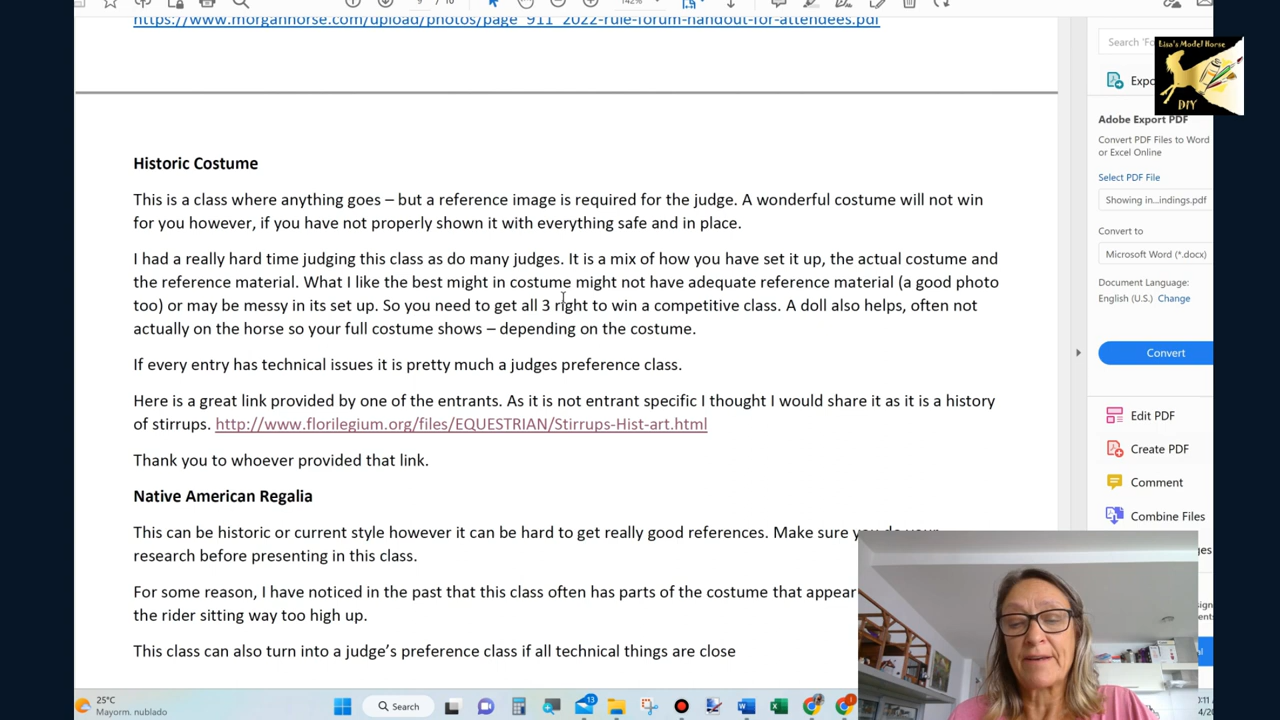 https://www.morganhorse.com/upload/photos/page_911_2022-rule-forum-handout-for-attendees.pdf
142%
Search 'Fo
Lisa's Model Horse
DIY
Expo
Historic Costume
Adobe Export PDF
Convert PDF Files to Word
or Excel Online
This is a class where anything goes – but a reference image is required for the judge. A wonderful costume will not win
for you however, if you have not properly shown it with everything safe and in place.
Select PDF File
Showing in...indings.pdf
I had a really hard time judging this class as do many judges. It is a mix of how you have set it up, the actual costume and
the reference material. What I like the best might in costume might not have adequate reference material (a good photo
too) or may be messy in its set up. So you need to get all 3 right to win a competitive class. A doll also helps, often not
actually on the horse so your full costume shows – depending on the costume.
Convert to
Microsoft Word (*.docx)
Document Language:
English (U.S.) Change
Convert
If every entry has technical issues it is pretty much a judges preference class.
Here is a great link provided by one of the entrants. As it is not entrant specific I thought I would share it as it is a history
of stirrups. http://www.florilegium.org/files/EQUESTRIAN/Stirrups-Hist-art.html
Edit PDF
Create PDF
Thank you to whoever provided that link.
Comment
Native American Regalia
Combine Files
This can be historic or current style however it can be hard to get really good references. Make sure you do your
research before presenting in this class.
For some reason, I have noticed in the past that this class often has parts of the costume that appear
the rider sitting way too high up.
This class can also turn into a judge's preference class if all technical things are close
25°C
Mayorm. nublado
Search
13